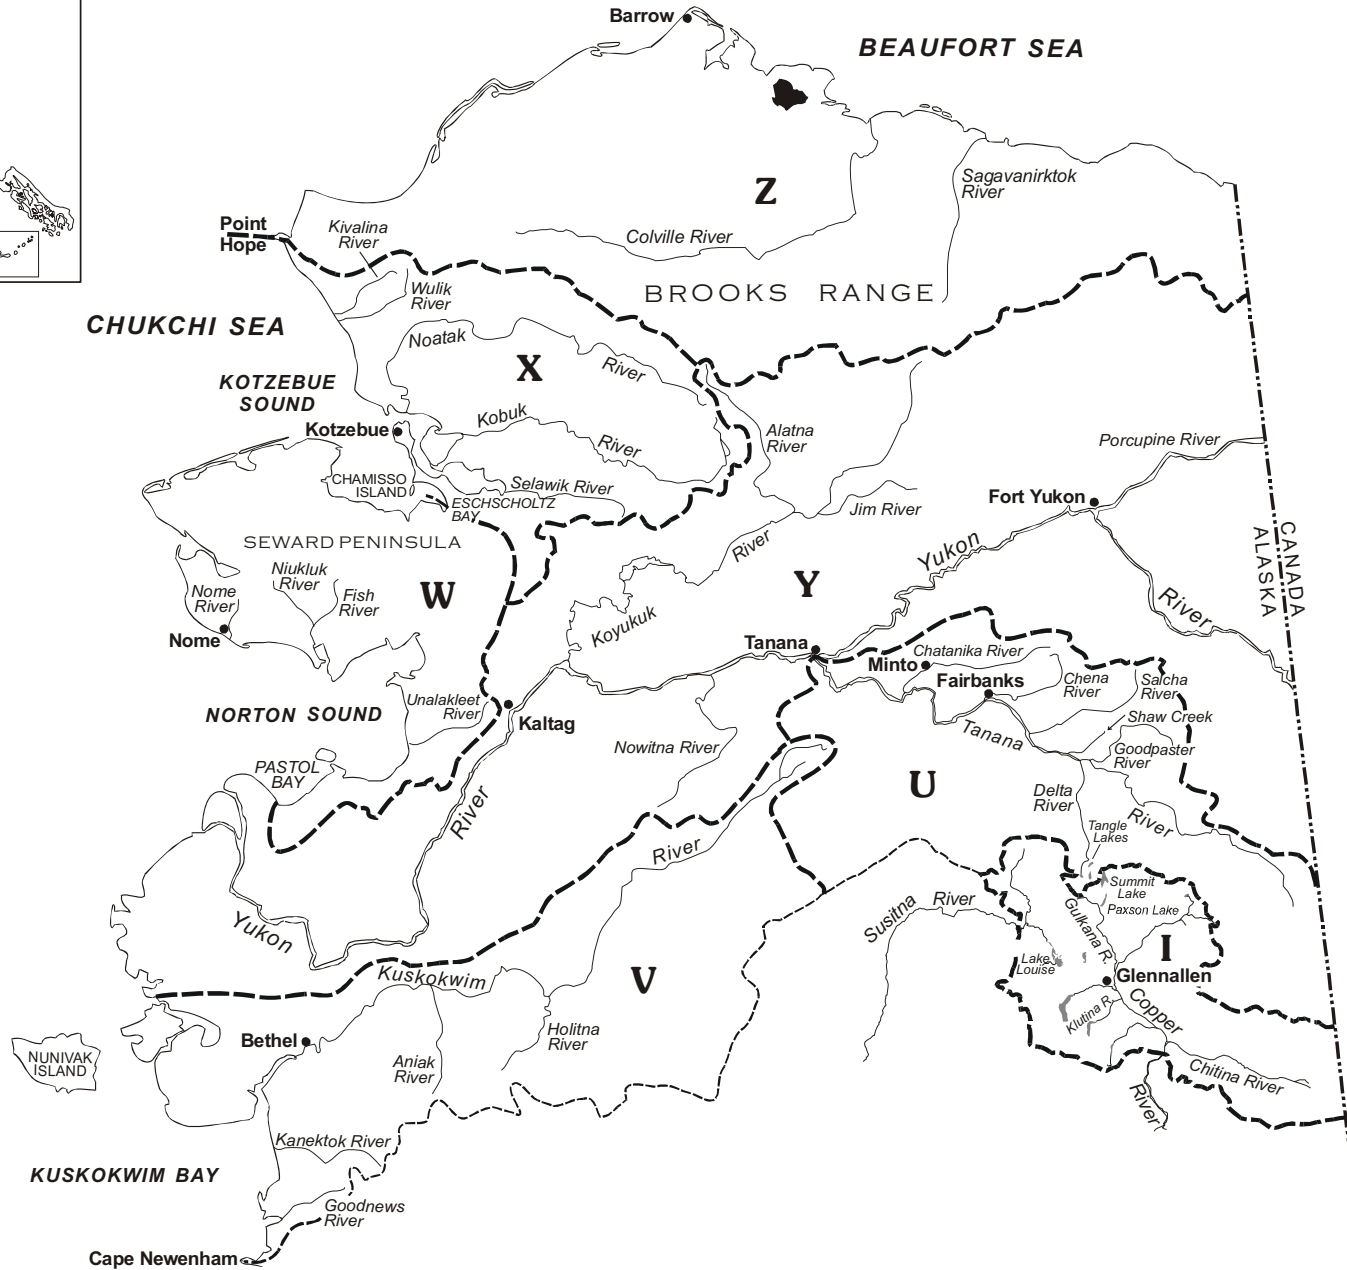 Barrow
BEAUFORT SEA
Z
Sagavanirktok
River
Point
Hope
Kivalina
River
Colville River
Wulik
River
BROOKS RANGE
CHUKCHI SEA
Noatak
River
X
KOTZEBUE
SOUND
Kotzebue
Kobuk
River
Alatna
River
Porcupine River
CHAMISSO
ISLAND
Selawik River
ESCHSCHOLTZ
BAY
Jim River
Fort Yukon
SEWARD PENINSULA
River
Yukon
CANADA
ALASKA
Niukluk
River
Nome
River
Fish
River
W
Y
River
Koyukuk
Nome
Tanana
Minto
Chatanika River
Fairbanks
Chena
River
Salcha
River
Unalakleet
River
NORTON SOUND
Kaltag
Nowitna River
Tanana
Shaw Creek
Goodpaster
River
PASTOL
BAY
River
U
Delta
River
River
Tangle
Lakes
River
Summit
Lake
Paxson Lake
Susitna River
Gulkana R.
Yukon
I
Lake
Louise
Glennallen
Kuskokwim
V
Klutina R.
Copper
Holitna
River
Bethel
NUNIVAK
ISLAND
Aniak
River
Chitina River
River
Kanektok River
KUSKOKWIM BAY
Goodnews
River
Cape Newenham